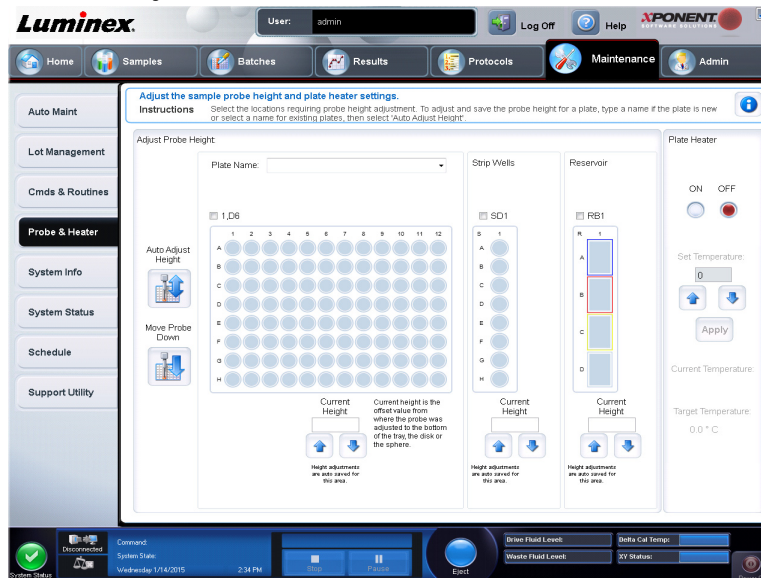 Luminex.
User: admin
Log Off
Help
XPONENT
SOFTWARE SOLUTIONS
Home
Samples
Batches
Results
Protocols
Maintenance
Admin
Adjust the sample probe height and plate heater settings.
Instructions Select the locations requiring probe height adjustment. To adjust and save the probe height for a plate, type a name if the plate is new
or select a name for existing plates, then select 'Auto Adjust Height'.
Auto Maint
Lot Management
Cmds & Routines
Probe & Heater
System Info
System Status
Schedule
Support Utility
Adjust Probe Height
Auto Adjust
Height
Move Probe
Down
Plate Name:
1,D6
1 2 3 4 5 6 7 8 9 10 11 12
A
B
C
D
E
F
G
H
Current
Height
Current height is the
offset value from
where the probe was
adjusted to the bottom
of the tray, the disk or
the sphere.
Height adjustments
are auto saved for
this area.
Strip Wells
SD1
S 1
A
B
C
D
E
F
G
H
Current
Height
Height adjustments
are auto saved for
this area.
Reservoir
RB1
R 1
A
B
C
D
Current
Height
Height adjustments
are auto saved for
this area.
Plate Heater
ON OFF
Set Temperature:
0
Apply
Current Temperature:
Target Temperature
0.0 ° C
System Status
Disconnected
Command:
System State:
Wednesday 1/14/2015 2:34 PM
Stop
Pause
Eject
Drive Fluid Level:
Waste Fluid Level:
Delta Cal Temp:
XY Status: